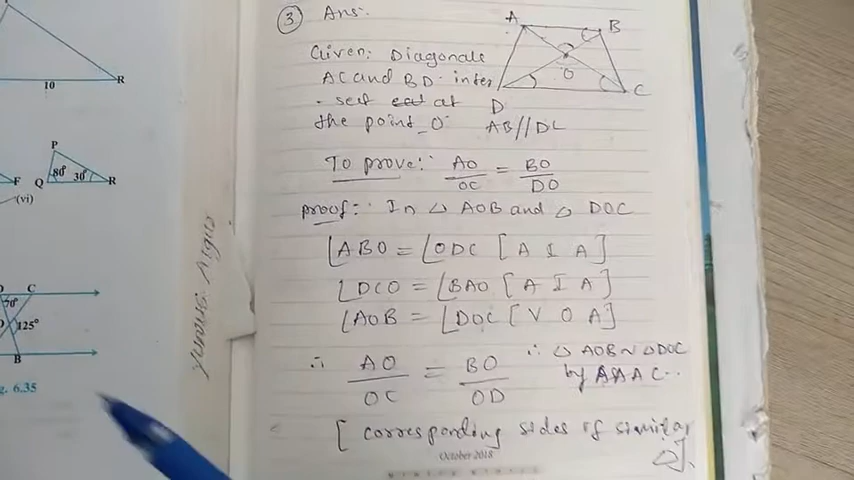 10
R
P
80°
30°
F
Q
R
(vi)
C
70°
125°
B
6.35
3 Ans.
A
B
O
C
D
Given: Diagonals
AC and BD inter
- sect at
the point O
AB//DC
To prove: AO/OC = BO/DO
proof: In △ AOB and △ DOC
∠ABO = ∠ODC [A I A]
∠DCO = ∠BAO [A I A]
∠AOB = ∠DOC [V O A]
∴ AO/OC = BO/OD
∴ △ AOB ~ △DOC
by AAA C..
[corresponding sides of similar
△].
October 2018